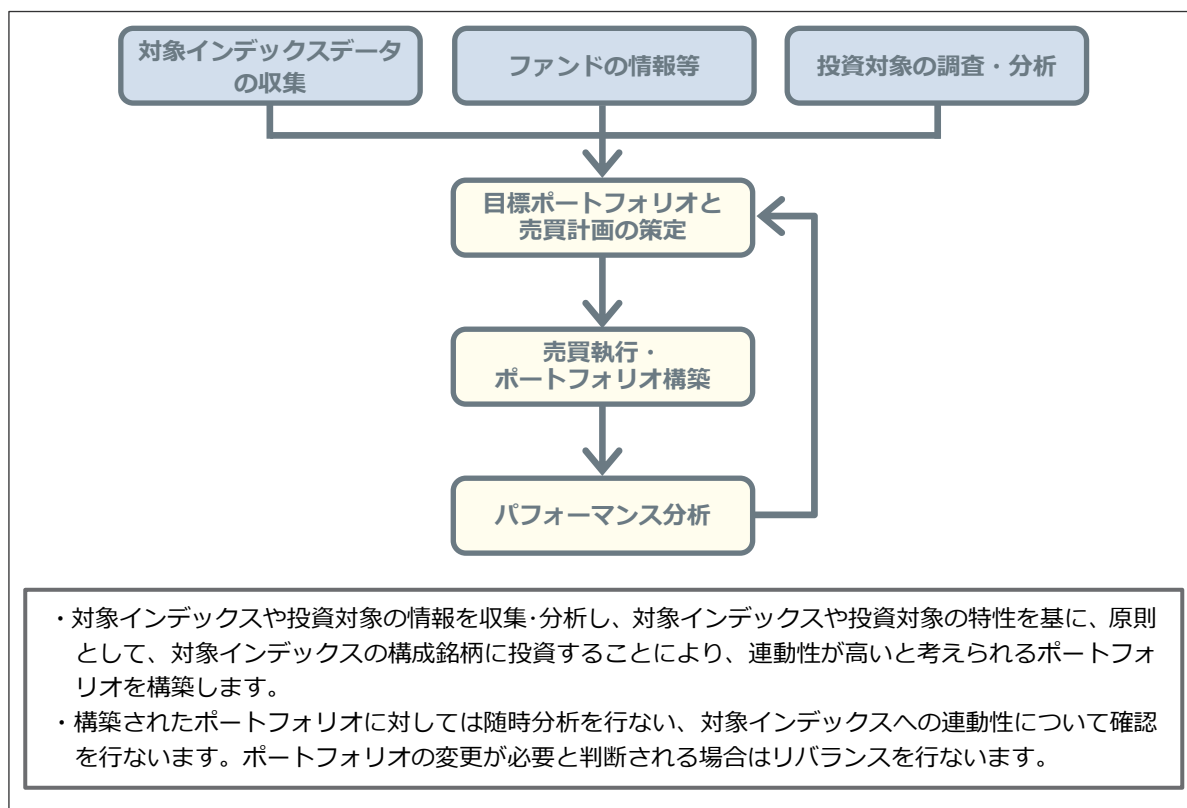 対象インデックスデータ
の収集
ファンドの情報等
投資対象の調査・分析
目標ポートフォリオと
売買計画の策定
売買執行・
ポートフォリオ構築
パフォーマンス分析
・対象インデックスや投資対象の情報を収集･分析し、対象インデックスや投資対象の特性を基に、原則
として、対象インデックスの構成銘柄に投資することにより、連動性が高いと考えられるポートフォ
リオを構築します。
・構築されたポートフォリオに対しては随時分析を行ない、対象インデックスへの連動性について確認
を行ないます。ポートフォリオの変更が必要と判断される場合はリバランスを行ないます。